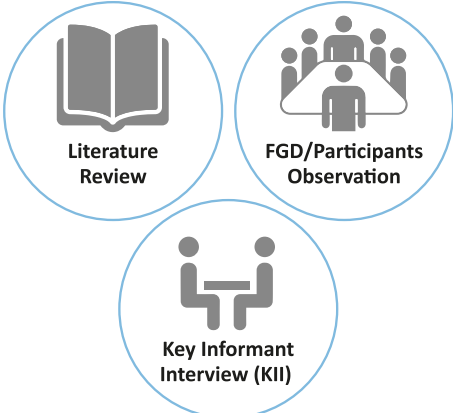 Literature
Review
FGD/Participants
Observation
Key Informant
Interview (KII)